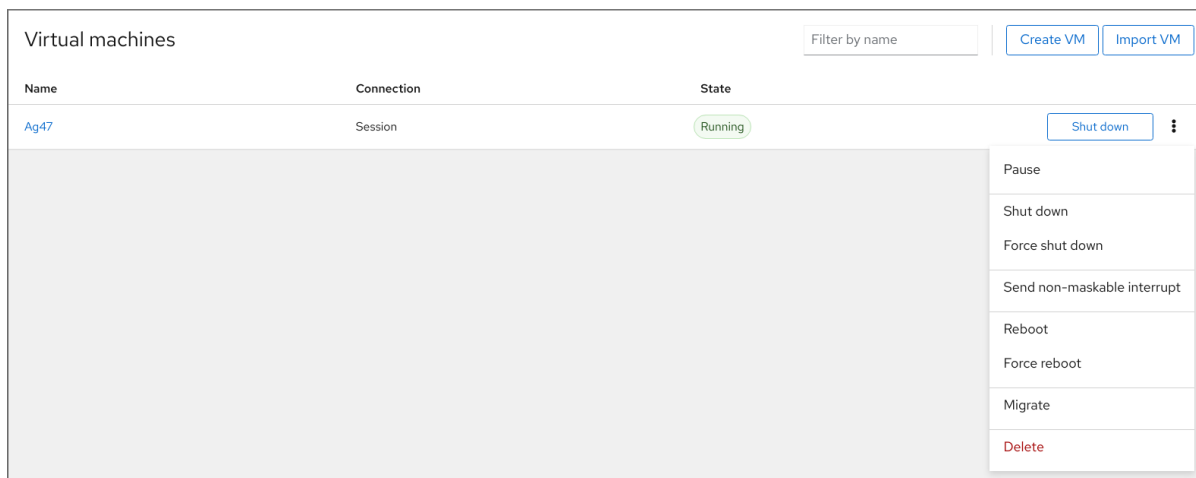 Virtual machines
Filter by name
Create VM
Import VM
Name Connection State
Ag47 Session Running Shut down
Pause
Shut down
Force shut down
Send non-maskable interrupt
Reboot
Force reboot
Migrate
Delete